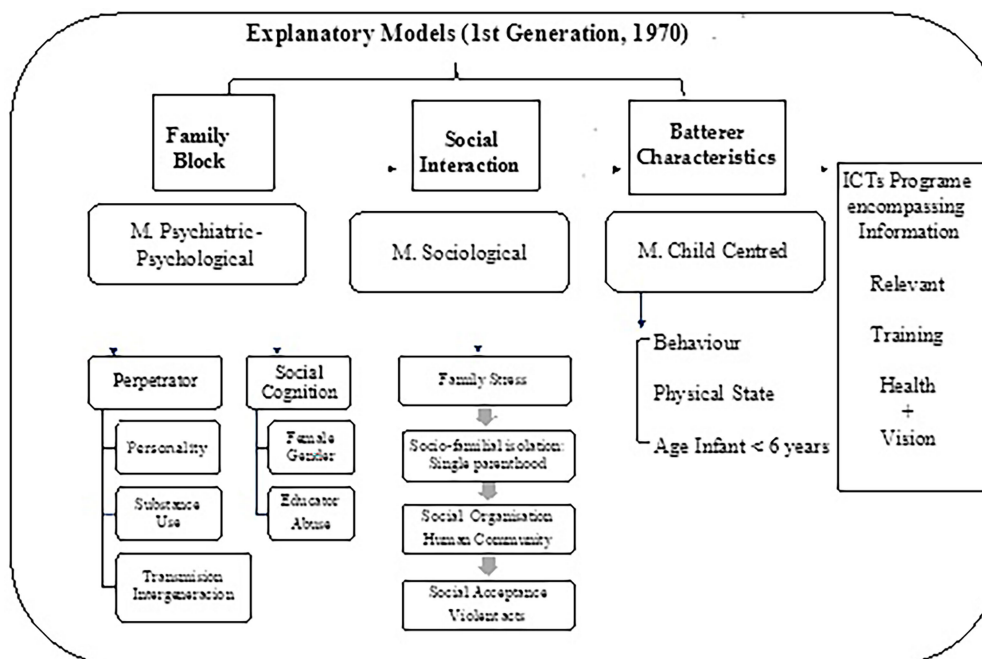 Explanatory Models (1st Generation, 1970)
Family
Block
Social
Interaction
Batterer
Characteristics
M. Psychiatric-
Psychological
M. Sociological
M. Child Centred
ICTs Programe
encompassing
Information
Relevant
Training
Health
+
Vision
Perpetrator
Personality
Substance
Use
Transmision
Intergeneracion
Social
Cognition
Female
Gender
Educator
Abuse
Family Stress
Socio-familial isolation:
Single parenthood
Social Organisation
Human Community
Social Acceptance
Violent acts
Behaviour
Physical State
Age Infant < 6 years